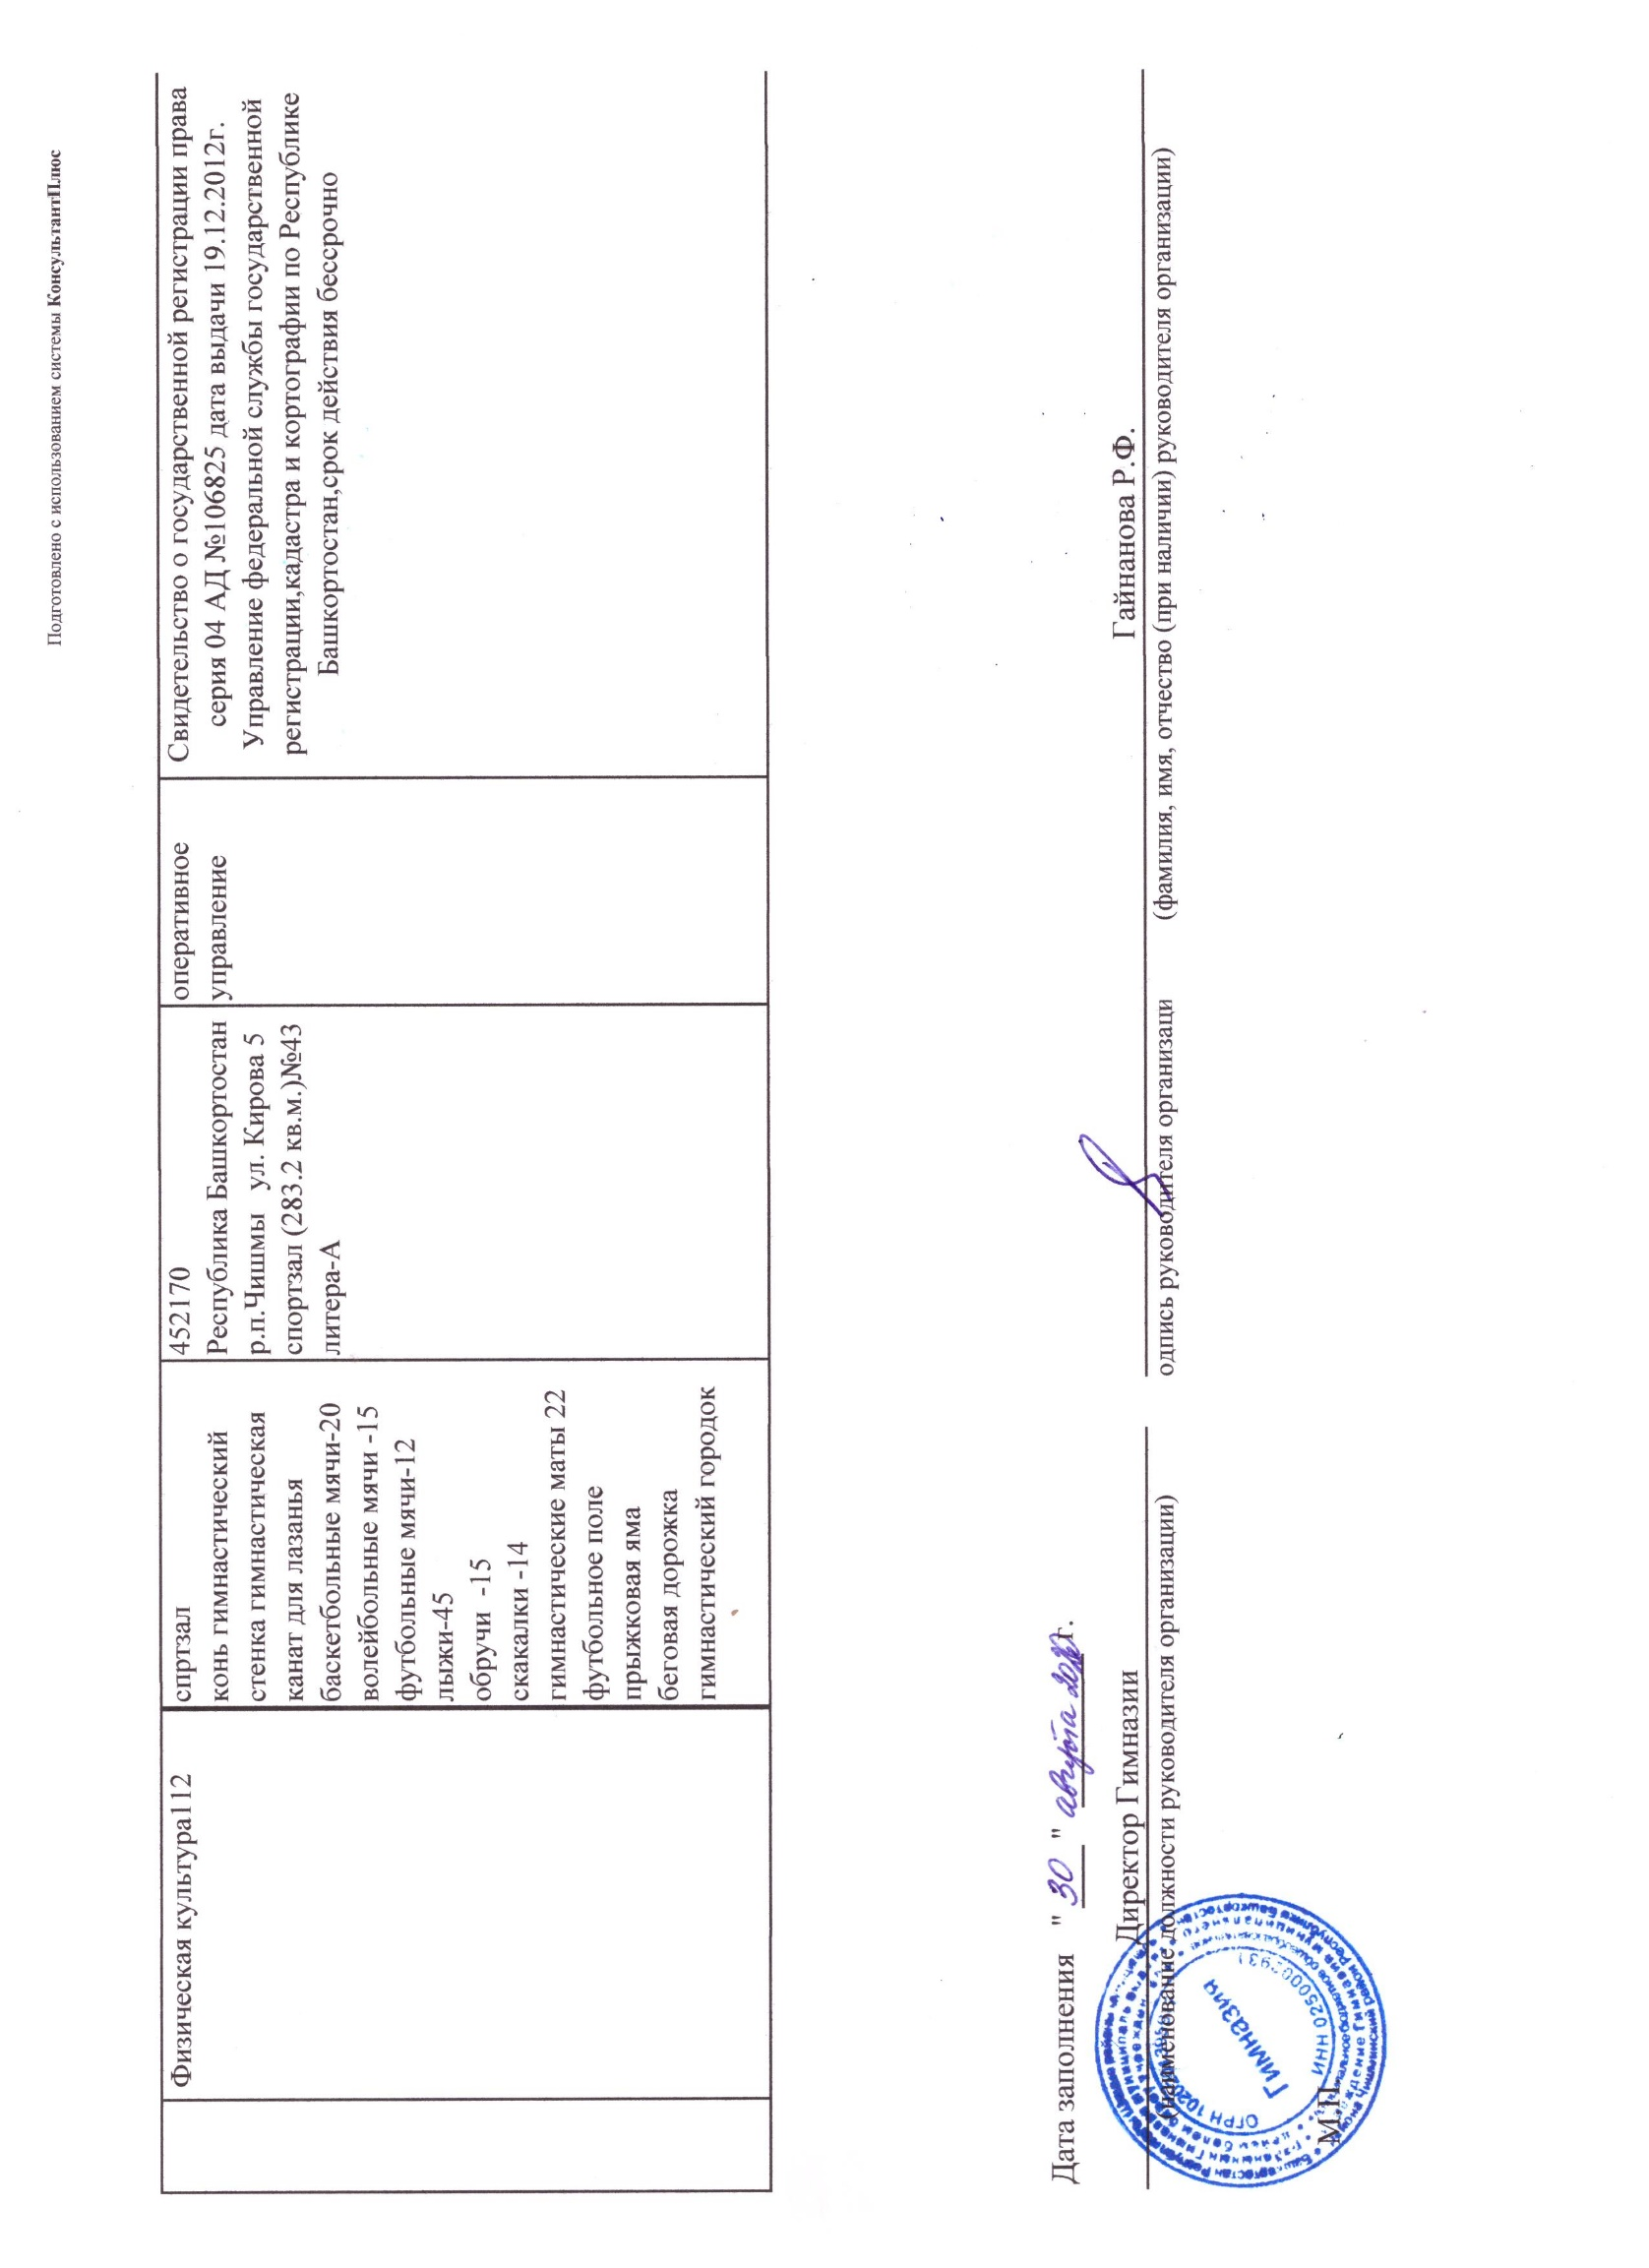 Подготовлено с использованием системы КонсультантПлюс
Физическая культура112
спртзал
конь гимнастический
стенка гимнастическая
канат для лазанья
баскетбольные мячи-20
волейбольные мячи -15
футбольные мячи-12
лыжи-45
обручи -15
скакалки -14
гимнастические маты 22
футбольное поле
прыжковая яма
беговая дорожка
гимнастический городок
452170
Республика Башкортостан
р.п.Чишмы ул. Кирова 5
спортзал (283.2 кв.м.)№43
литера-А
оперативное
управление
Свидетельство о государственной регистрации права
серия 04 АД №106825 дата выдачи 19.12.2012г.
Управление федеральной службы государственной
регистрации,кадастра и кортографии по Республике
Башкортостан,срок действия бессрочно
Дата заполнения " 30 " августа г.
Директор Гимназии
Гайнанова Р.Ф.
(наименование должности руководителя организации)
одпись руководителя организаци
(фамилия, имя, отчество (при наличии) руководителя организации)
М.П.
Гимназия